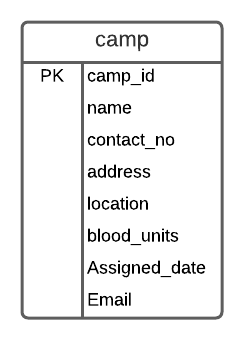 camp
PK camp_id
name
contact_no
address
location
blood_units
Assigned_date
Email